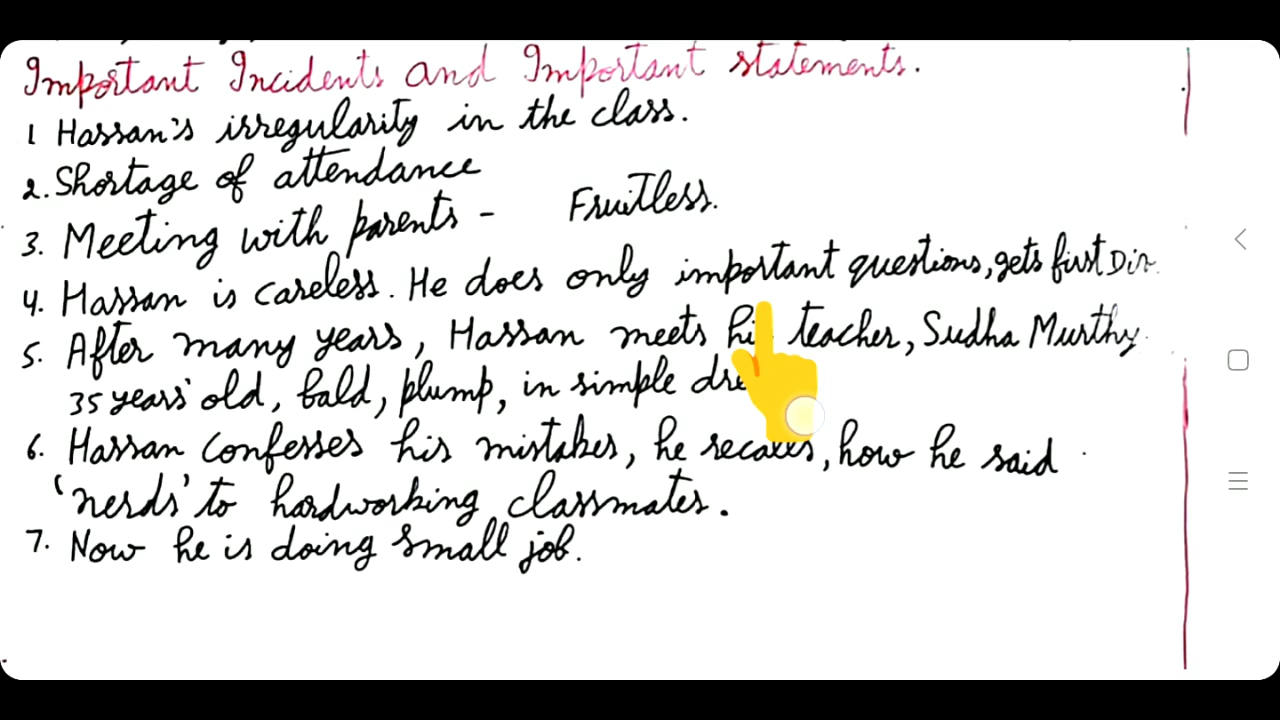 Important Incidents and Important statements.
1 Hassan's irregularity in the class.
2. Shortage of attendance
3. Meeting with parents - Fruitless.
4. Hassan is careless. He does only important questions, gets first Div.
5. After many years, Hassan meets his teacher, Sudha Murthy
35 years' old, bald, plump, in simple
6. Hassan confesses his mistakes, he recalls, how he said
'nerds' to hardworking classmates.
7. Now he is doing small job.